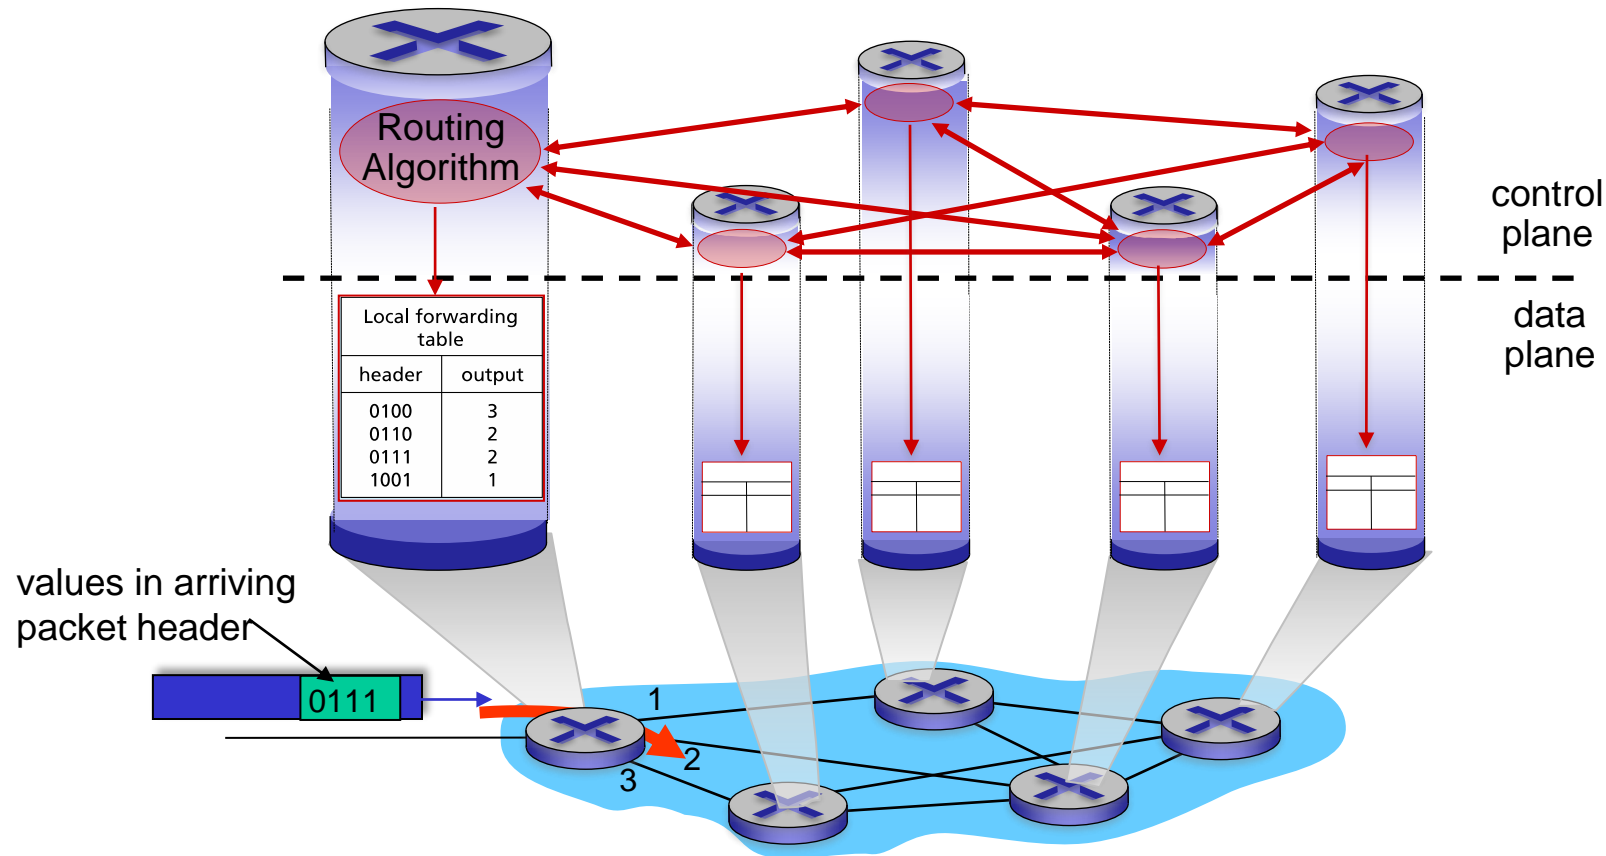 Routing
Algorithm
control
plane
data
plane
Local forwarding
table
header output
0100 3
0110 2
0111 2
1001 1
values in arriving
packet header
0111
1
2
3